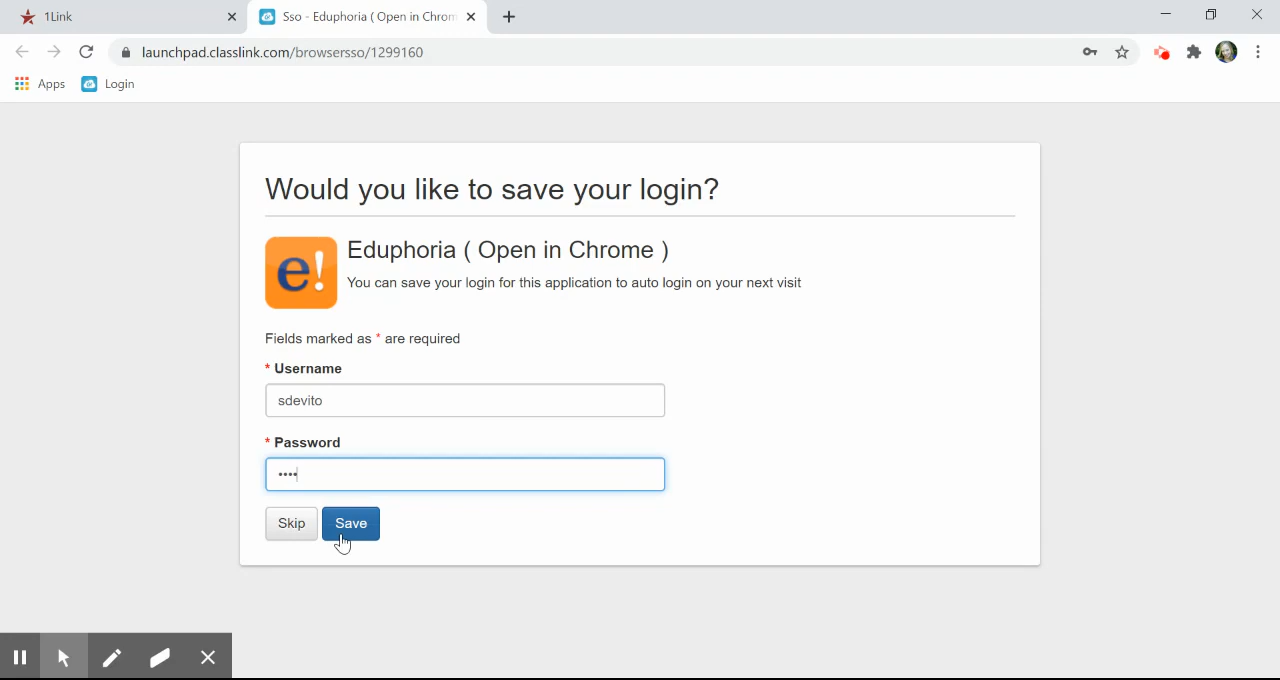 1Link
Sso - Eduphoria ( Open in Chrom
launchpad.classlink.com/browsersso/1299160
Apps
Login
Would you like to save your login?
e!
Eduphoria ( Open in Chrome )
You can save your login for this application to auto login on your next visit
Fields marked as * are required
* Username
sdevito
* Password
••••
Skip
Save